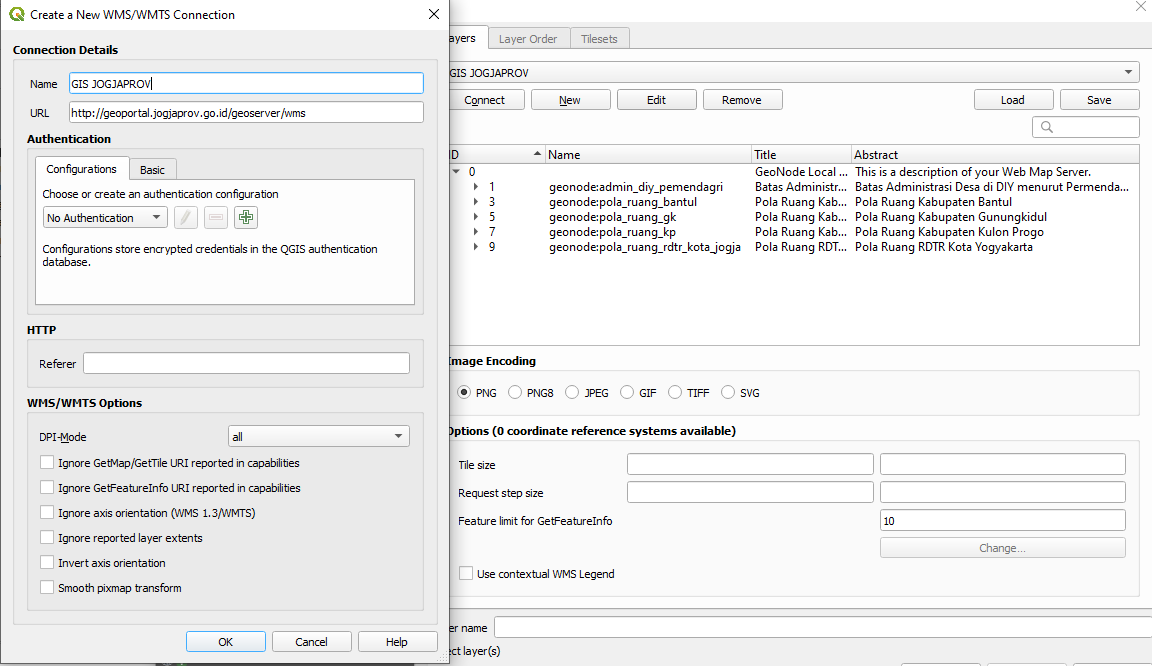 Create a New WMS/WMTS Connection
Connection Details
Name GIS JOGJAPROV
URL http://geoportal.jogjaprov.go.id/geoserver/wms
Authentication
Configurations Basic
Choose or create an authentication configuration
No Authentication
Configurations store encrypted credentials in the QGIS authentication
database.
HTTP
Referer
WMS/WMTS Options
DPI-Mode all
Ignore GetMap/GetTile URI reported in capabilities
Ignore GetFeatureInfo URI reported in capabilities
Ignore axis orientation (WMS 1.3/WMTS)
Ignore reported layer extents
Invert axis orientation
Smooth pixmap transform
OK Cancel Help
ayers Layer Order Tilesets
GIS JOGJAPROV
Connect New Edit Remove Load Save
ID Name Title Abstract
0 GeoNode Local ... This is a description of your Web Map Server.
1 geonode:admin_diy_pemendagri Batas Administr... Batas Administrasi Desa di DIY menurut Permenda...
3 geonode:pola_ruang_bantul Pola Ruang Kab... Pola Ruang Kabupaten Bantul
5 geonode:pola_ruang_gk Pola Ruang Kab... Pola Ruang Kabupaten Gunungkidul
7 geonode:pola_ruang_kp Pola Ruang Kab... Pola Ruang Kabupaten Kulon Progo
9 geonode:pola_ruang_rdtr_kota_jogja Pola Ruang RDT... Pola Ruang RDTR Kota Yogyakarta
Image Encoding
PNG PNG8 JPEG GIF TIFF SVG
Options (0 coordinate reference systems available)
Tile size
Request step size
Feature limit for GetFeatureInfo 10
Change...
Use contextual WMS Legend
er name
ect layer(s)